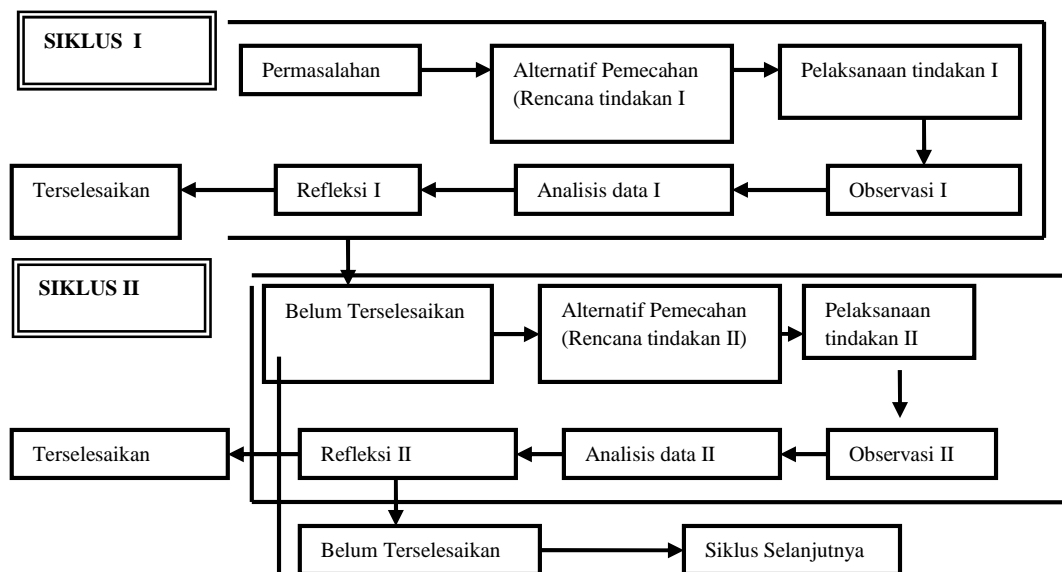 SIKLUS I
Permasalahan
Alternatif Pemecahan
(Rencana tindakan I
Pelaksanaan tindakan I
Terselesaikan
Refleksi I
Analisis data I
Observasi I
SIKLUS II
Belum Terselesaikan
Alternatif Pemecahan
(Rencana tindakan II)
Pelaksanaan
tindakan II
Terselesaikan
Refleksi II
Analisis data II
Observasi II
Belum Terselesaikan
Siklus Selanjutnya